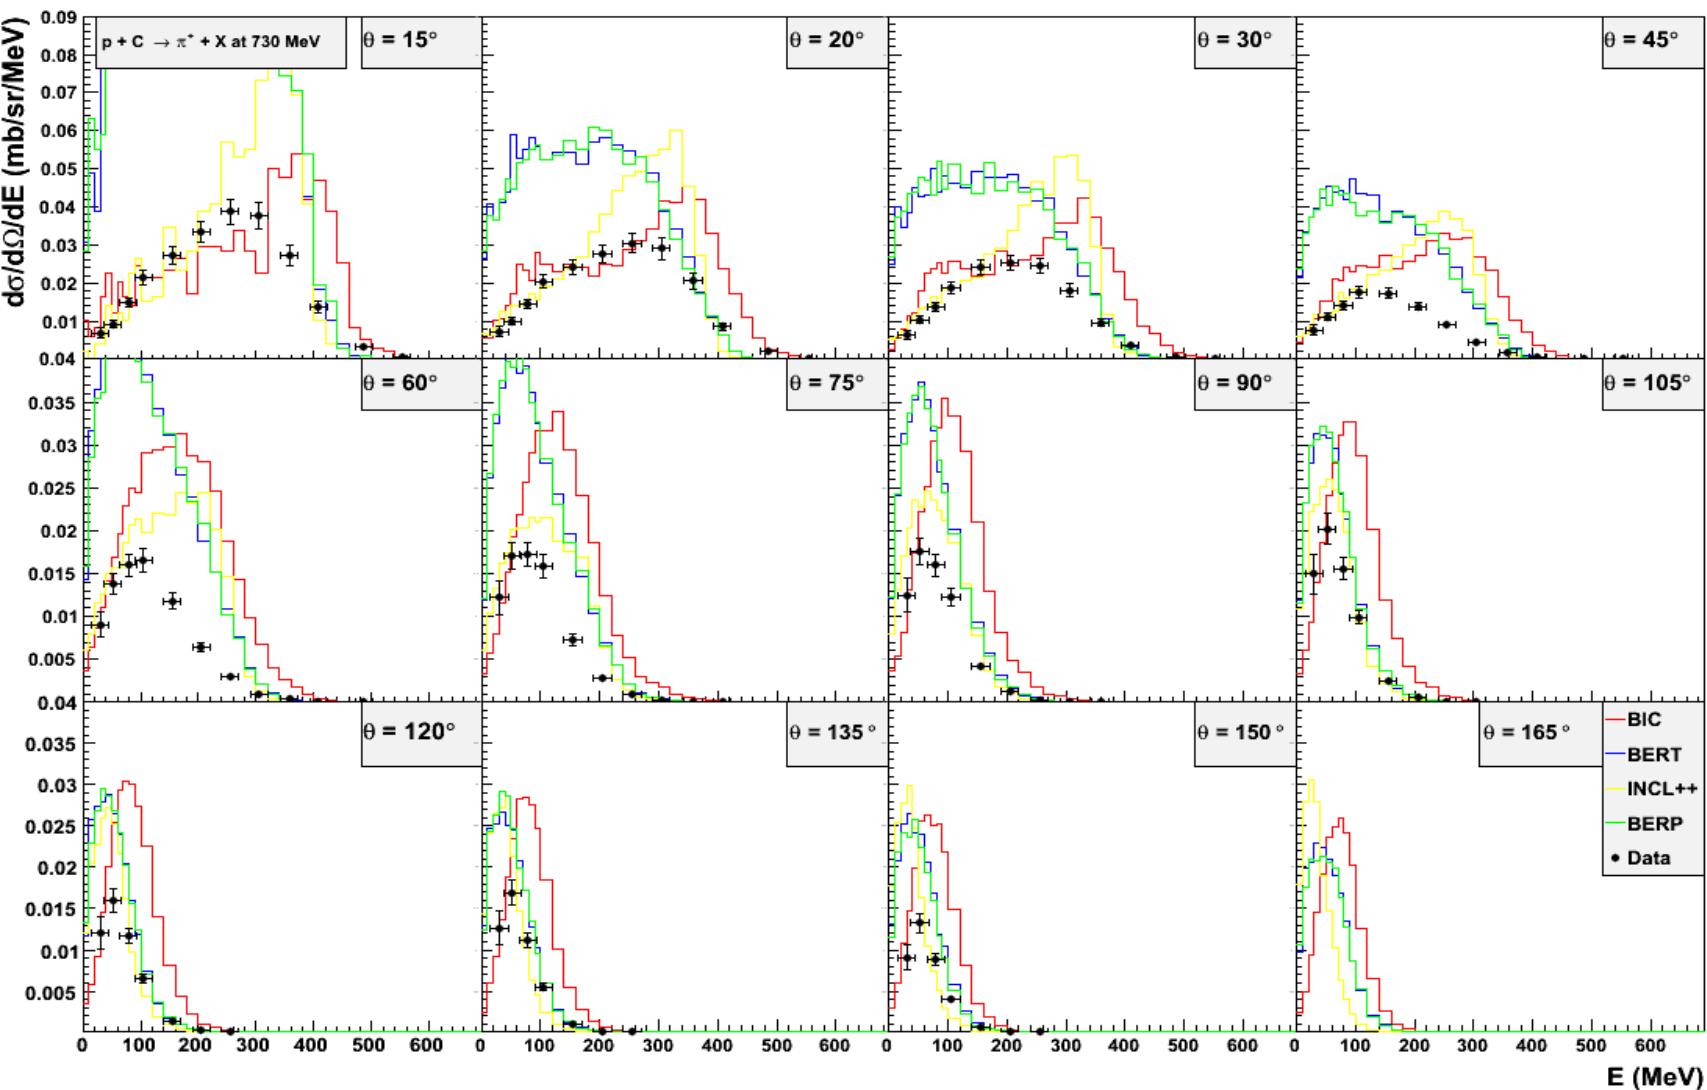 dσ/dΩ/dE (mb/sr/MeV)
0.09
0.08
0.07
0.06
0.05
0.04
0.03
0.02
0.01
p + C → π⁺ + X at 730 MeV
θ = 15°
θ = 20°
θ = 30°
θ = 45°
0.04
0.035
0.03
0.025
0.02
0.015
0.01
0.005
θ = 60°
θ = 75°
θ = 90°
θ = 105°
0.04
0.035
0.03
0.025
0.02
0.015
0.01
0.005
θ = 120°
θ = 135°
θ = 150°
θ = 165°
BIC
BERT
INCL++
BERP
Data
0 100 200 300 400 500 600
0 100 200 300 400 500 600
0 100 200 300 400 500 600
0 100 200 300 400 500 600
E (MeV)